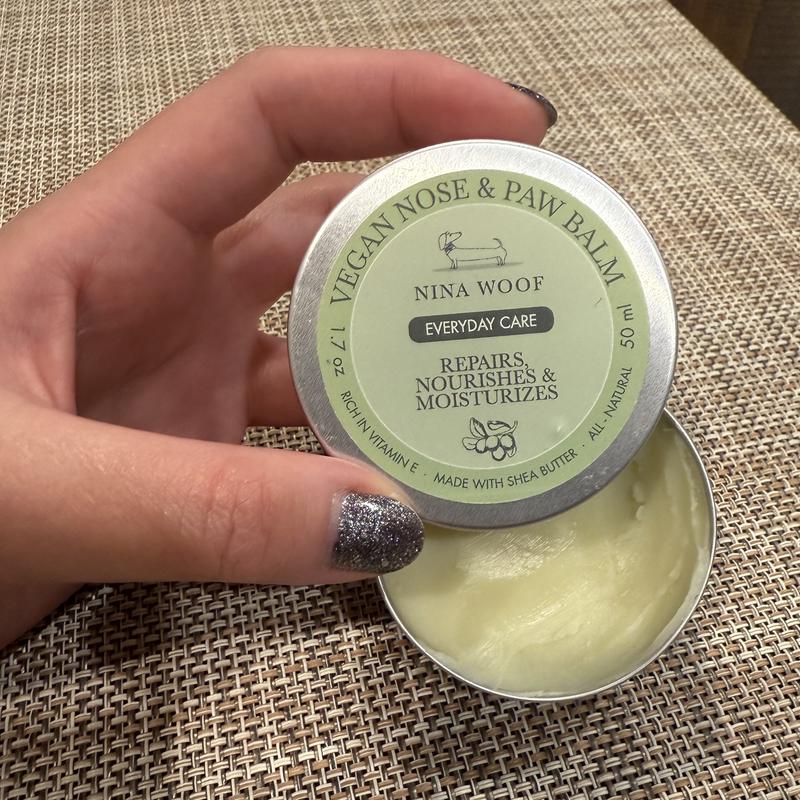 VEGAN NOSE & PAW BALM
NINA WOOF
EVERYDAY CARE
REPAIRS,
NOURISHES &
MOISTURIZES
1.7 oz
50 ml
RICH IN VITAMIN E · MADE WITH SHEA BUTTER · ALL-NATURAL